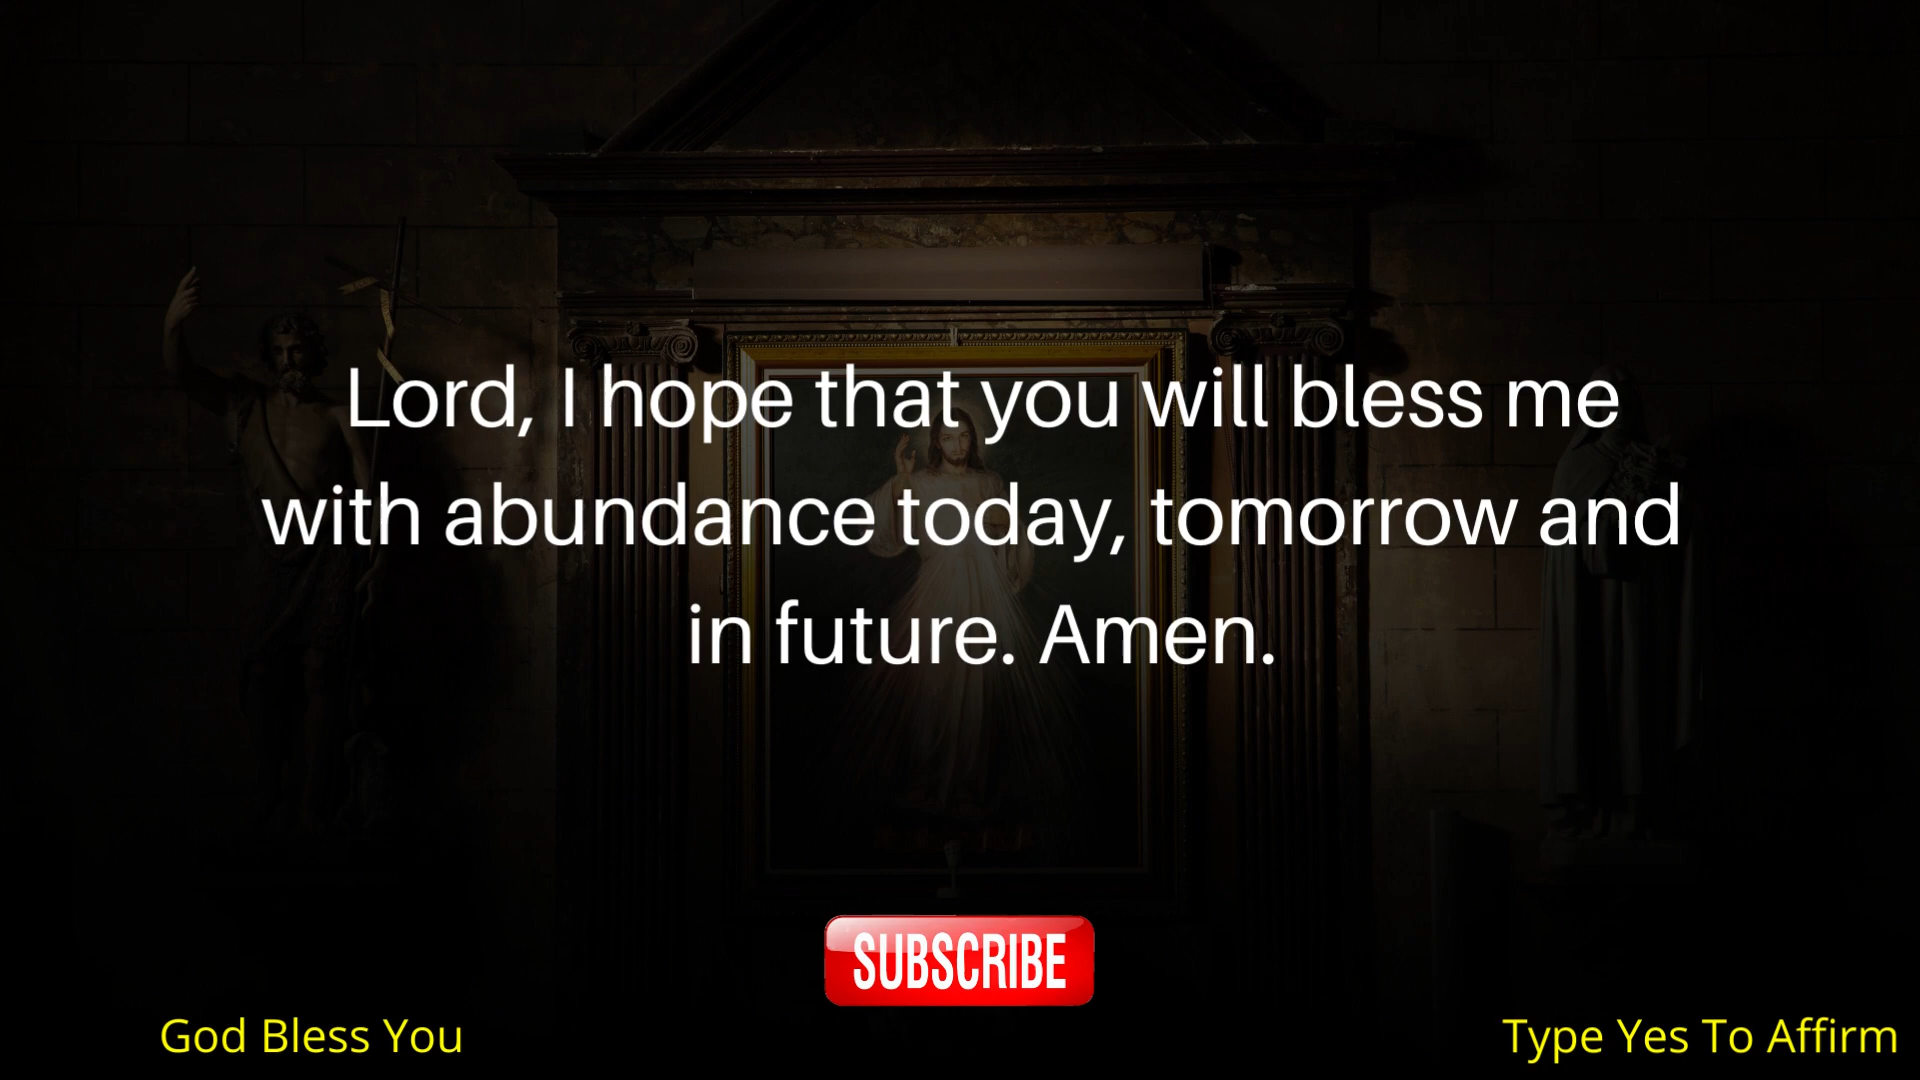 Lord, I hope that you will bless me
with abundance today, tomorrow and
in future. Amen.
SUBSCRIBE
God Bless You
Type Yes To Affirm